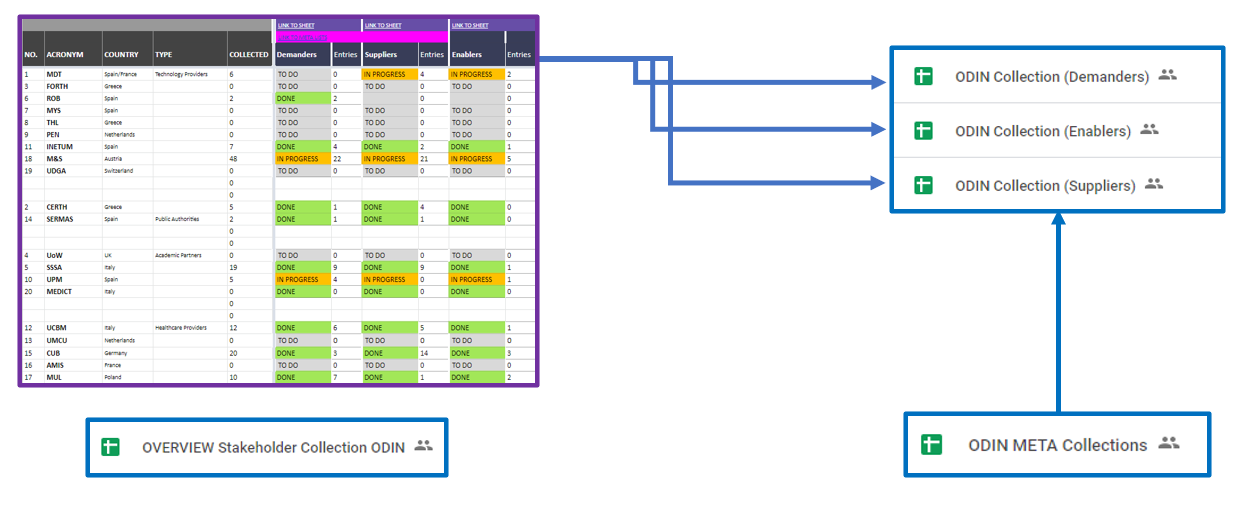 LINK TO SHEET LINK TO SHEET LINK TO SHEET
NO. ACRONYM COUNTRY TYPE COLLECTED Demanders Entries Suppliers Entries Enablers Entries
1 MDT Spain/France Technology Providers 6 TO DO 0 IN PROGRESS 4 IN PROGRESS 2
3 FORTH Greece 0 TO DO 0 TO DO 0 TO DO 0
6 ROB Spain 2 DONE 2 0 0
7 MYS Spain 0 TO DO 0 TO DO 0 TO DO 0
8 THL Greece 0 TO DO 0 TO DO 0 TO DO 0
9 PEN Netherlands 0 TO DO 0 TO DO 0 TO DO 0
11 INETUM Spain 7 DONE 4 DONE 2 DONE 1
18 M&S Austria 48 IN PROGRESS 22 IN PROGRESS 21 IN PROGRESS 5
19 UDGA Switzerland 0 TO DO 0 TO DO 0 TO DO 0
0
0
2 CERTH Greece 5 DONE 1 DONE 4 DONE 0
14 SERMAS Spain Public Authorities 2 DONE 1 DONE 1 DONE 0
0
0
4 UoW UK Academic Partners 0 TO DO 0 TO DO 0 TO DO 0
5 SSSA Italy 19 DONE 9 DONE 9 DONE 1
10 UPM Spain 5 IN PROGRESS 4 IN PROGRESS 0 IN PROGRESS 1
20 MEDICT Italy 0 DONE 0 DONE 0 DONE 0
0
0
12 UCBM Italy Healthcare Providers 12 DONE 6 DONE 5 DONE 1
13 UMCU Netherlands 0 TO DO 0 TO DO 0 TO DO 0
15 CUB Germany 20 DONE 3 DONE 14 DONE 3
16 AMIS France 0 TO DO 0 TO DO 0 TO DO 0
17 MUL Poland 10 DONE 7 DONE 1 DONE 2
OVERVIEW Stakeholder Collection ODIN
ODIN Collection (Demanders)
ODIN Collection (Enablers)
ODIN Collection (Suppliers)
ODIN META Collections